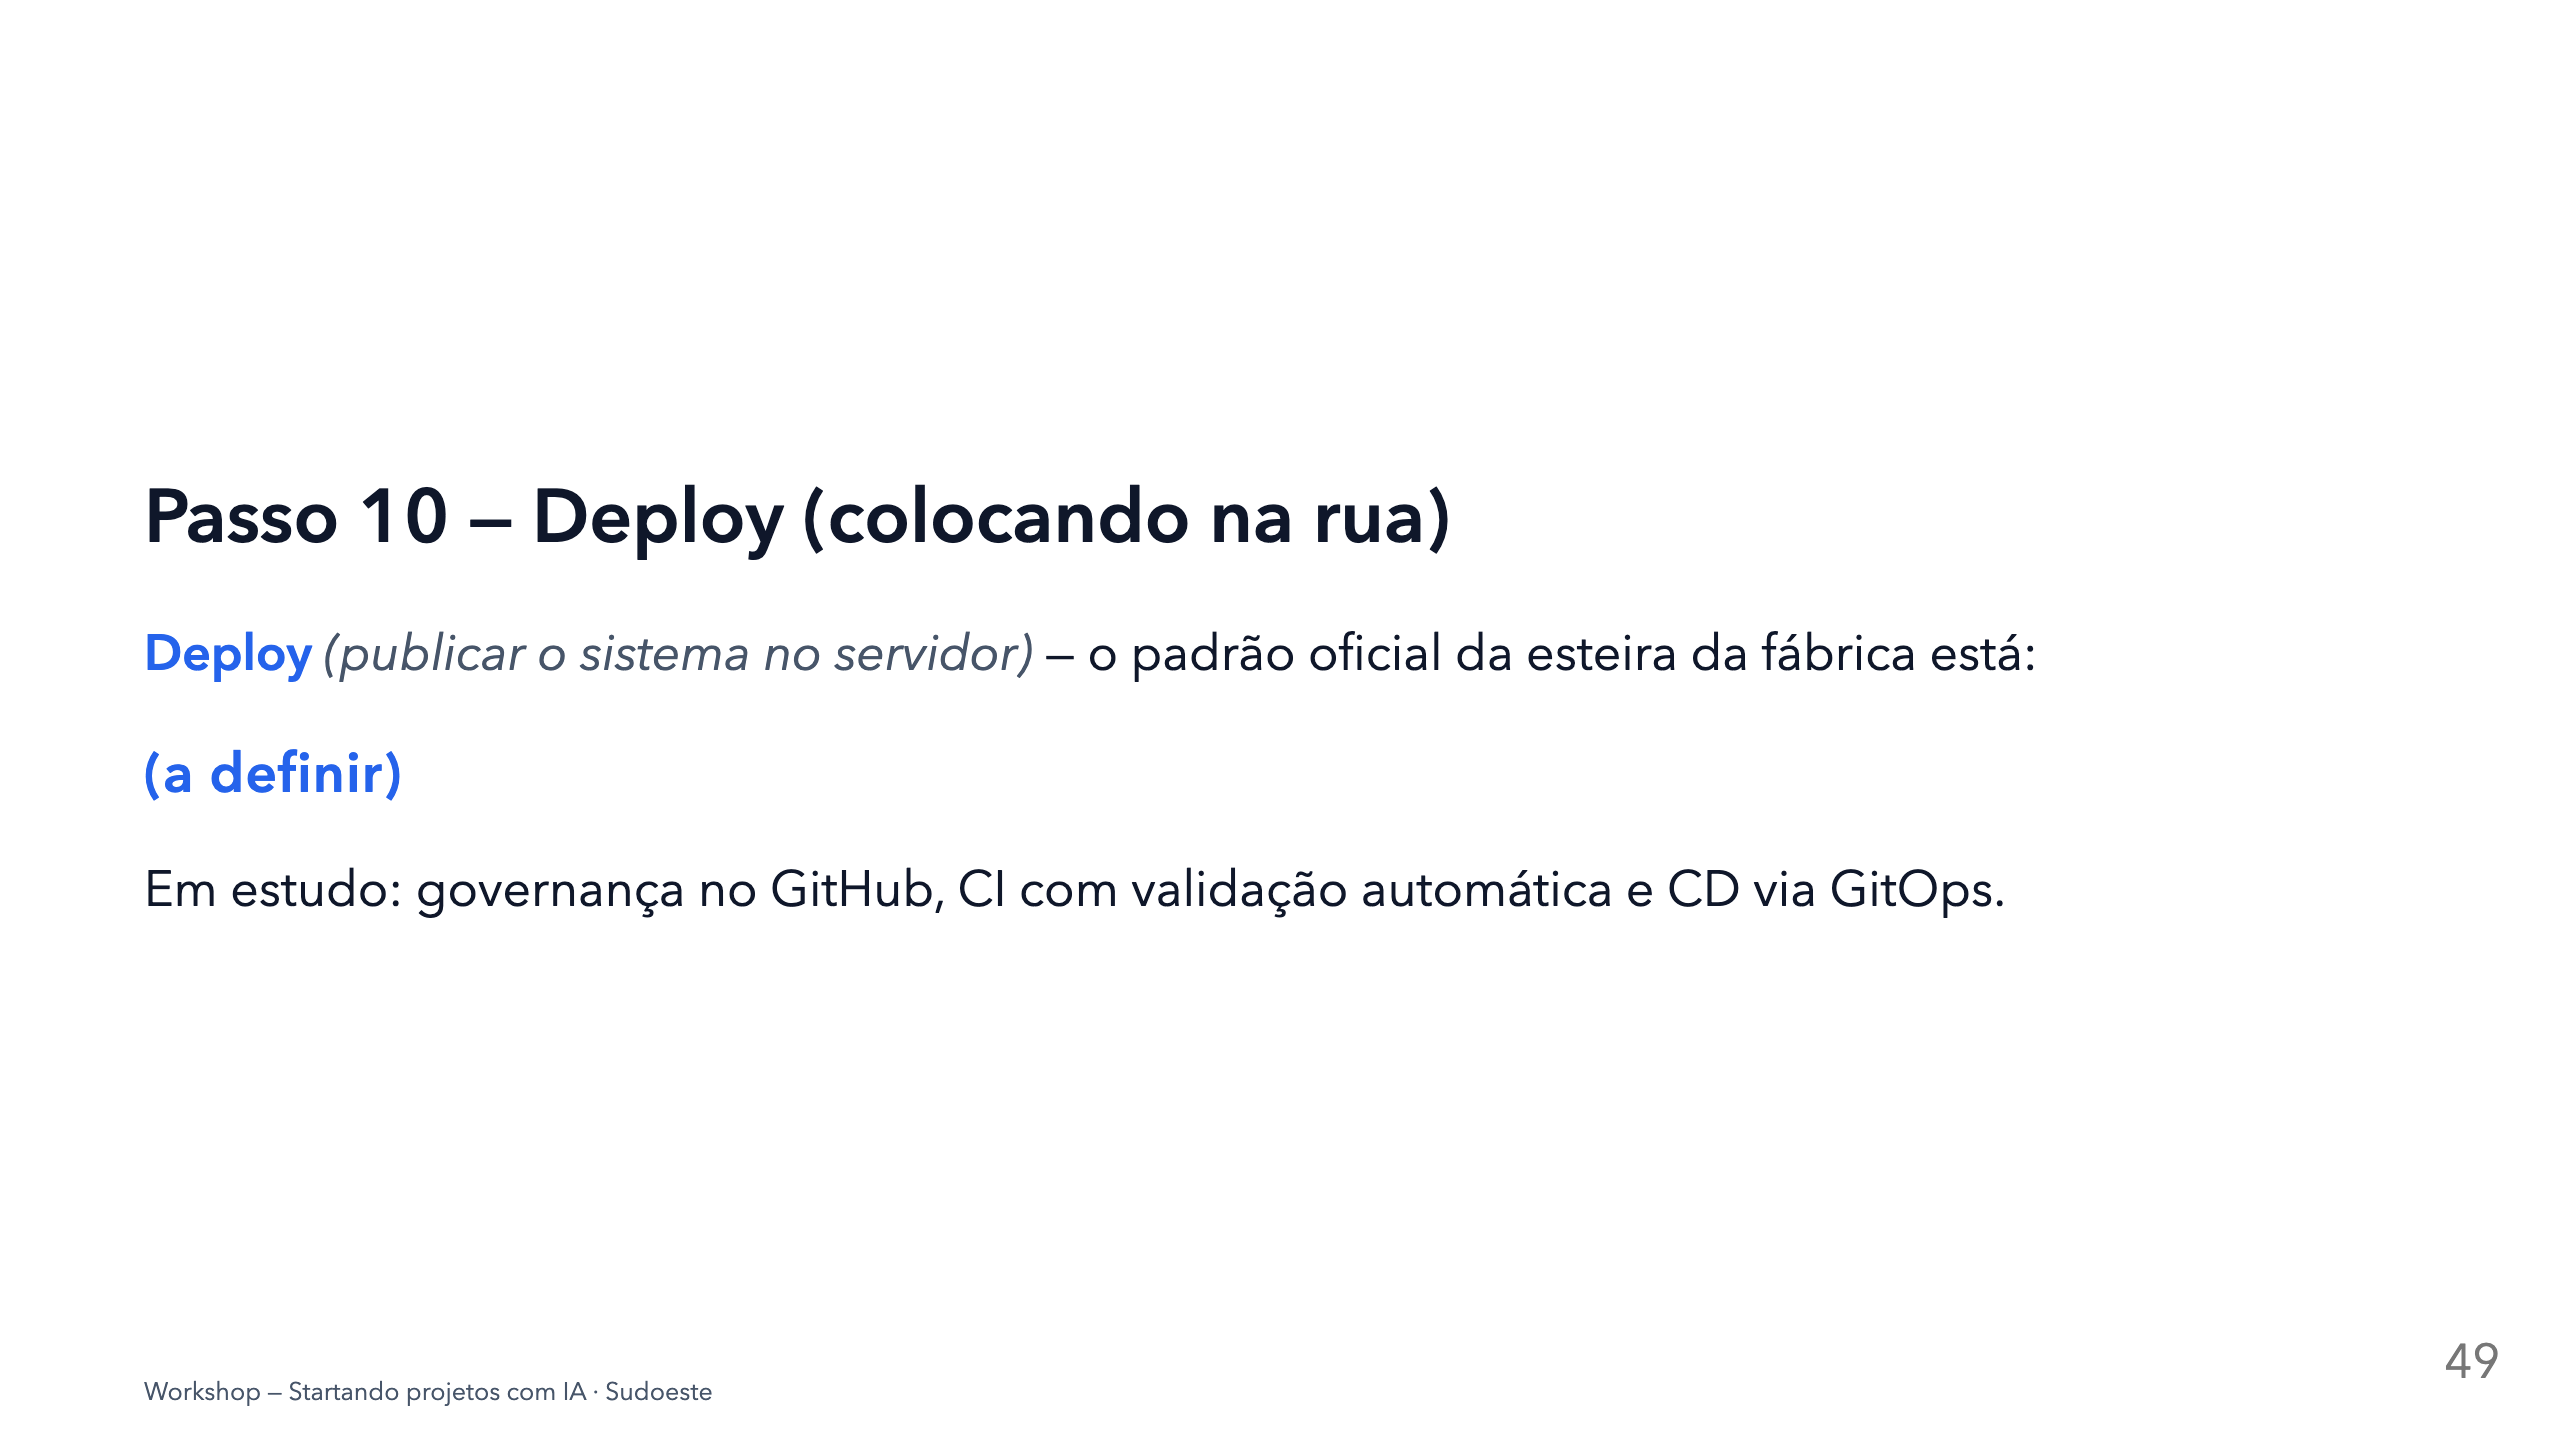 Passo 10 – Deploy (colocando na rua)
Deploy (publicar o sistema no servidor) – o padrão oficial da esteira da fábrica está:
(a definir)
Em estudo: governança no GitHub, CI com validação automática e CD via GitOps.
Workshop – Startando projetos com IA · Sudoeste
49